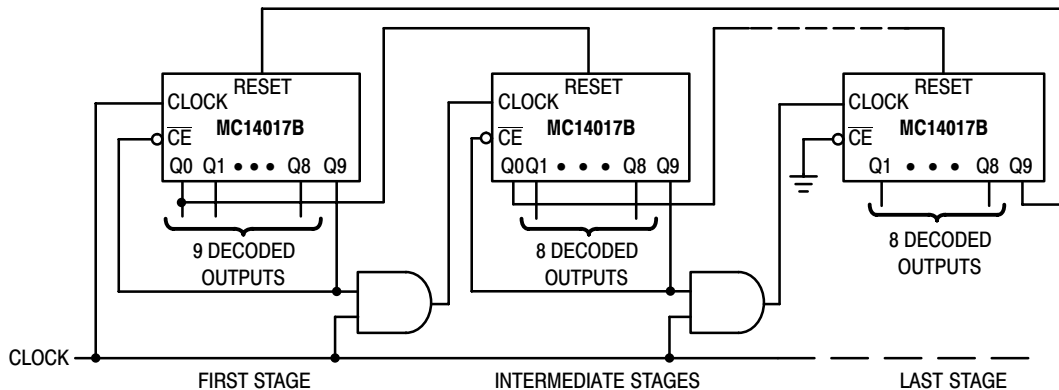 RESET RESET RESET
CLOCK CLOCK CLOCK
MC14017B MC14017B MC14017B
CE CE CE
Q0 Q1 • • • Q8 Q9 Q0 Q1 • • • Q8 Q9 Q1 • • • Q8 Q9
9 DECODED OUTPUTS
8 DECODED OUTPUTS
8 DECODED OUTPUTS
CLOCK
FIRST STAGE INTERMEDIATE STAGES LAST STAGE